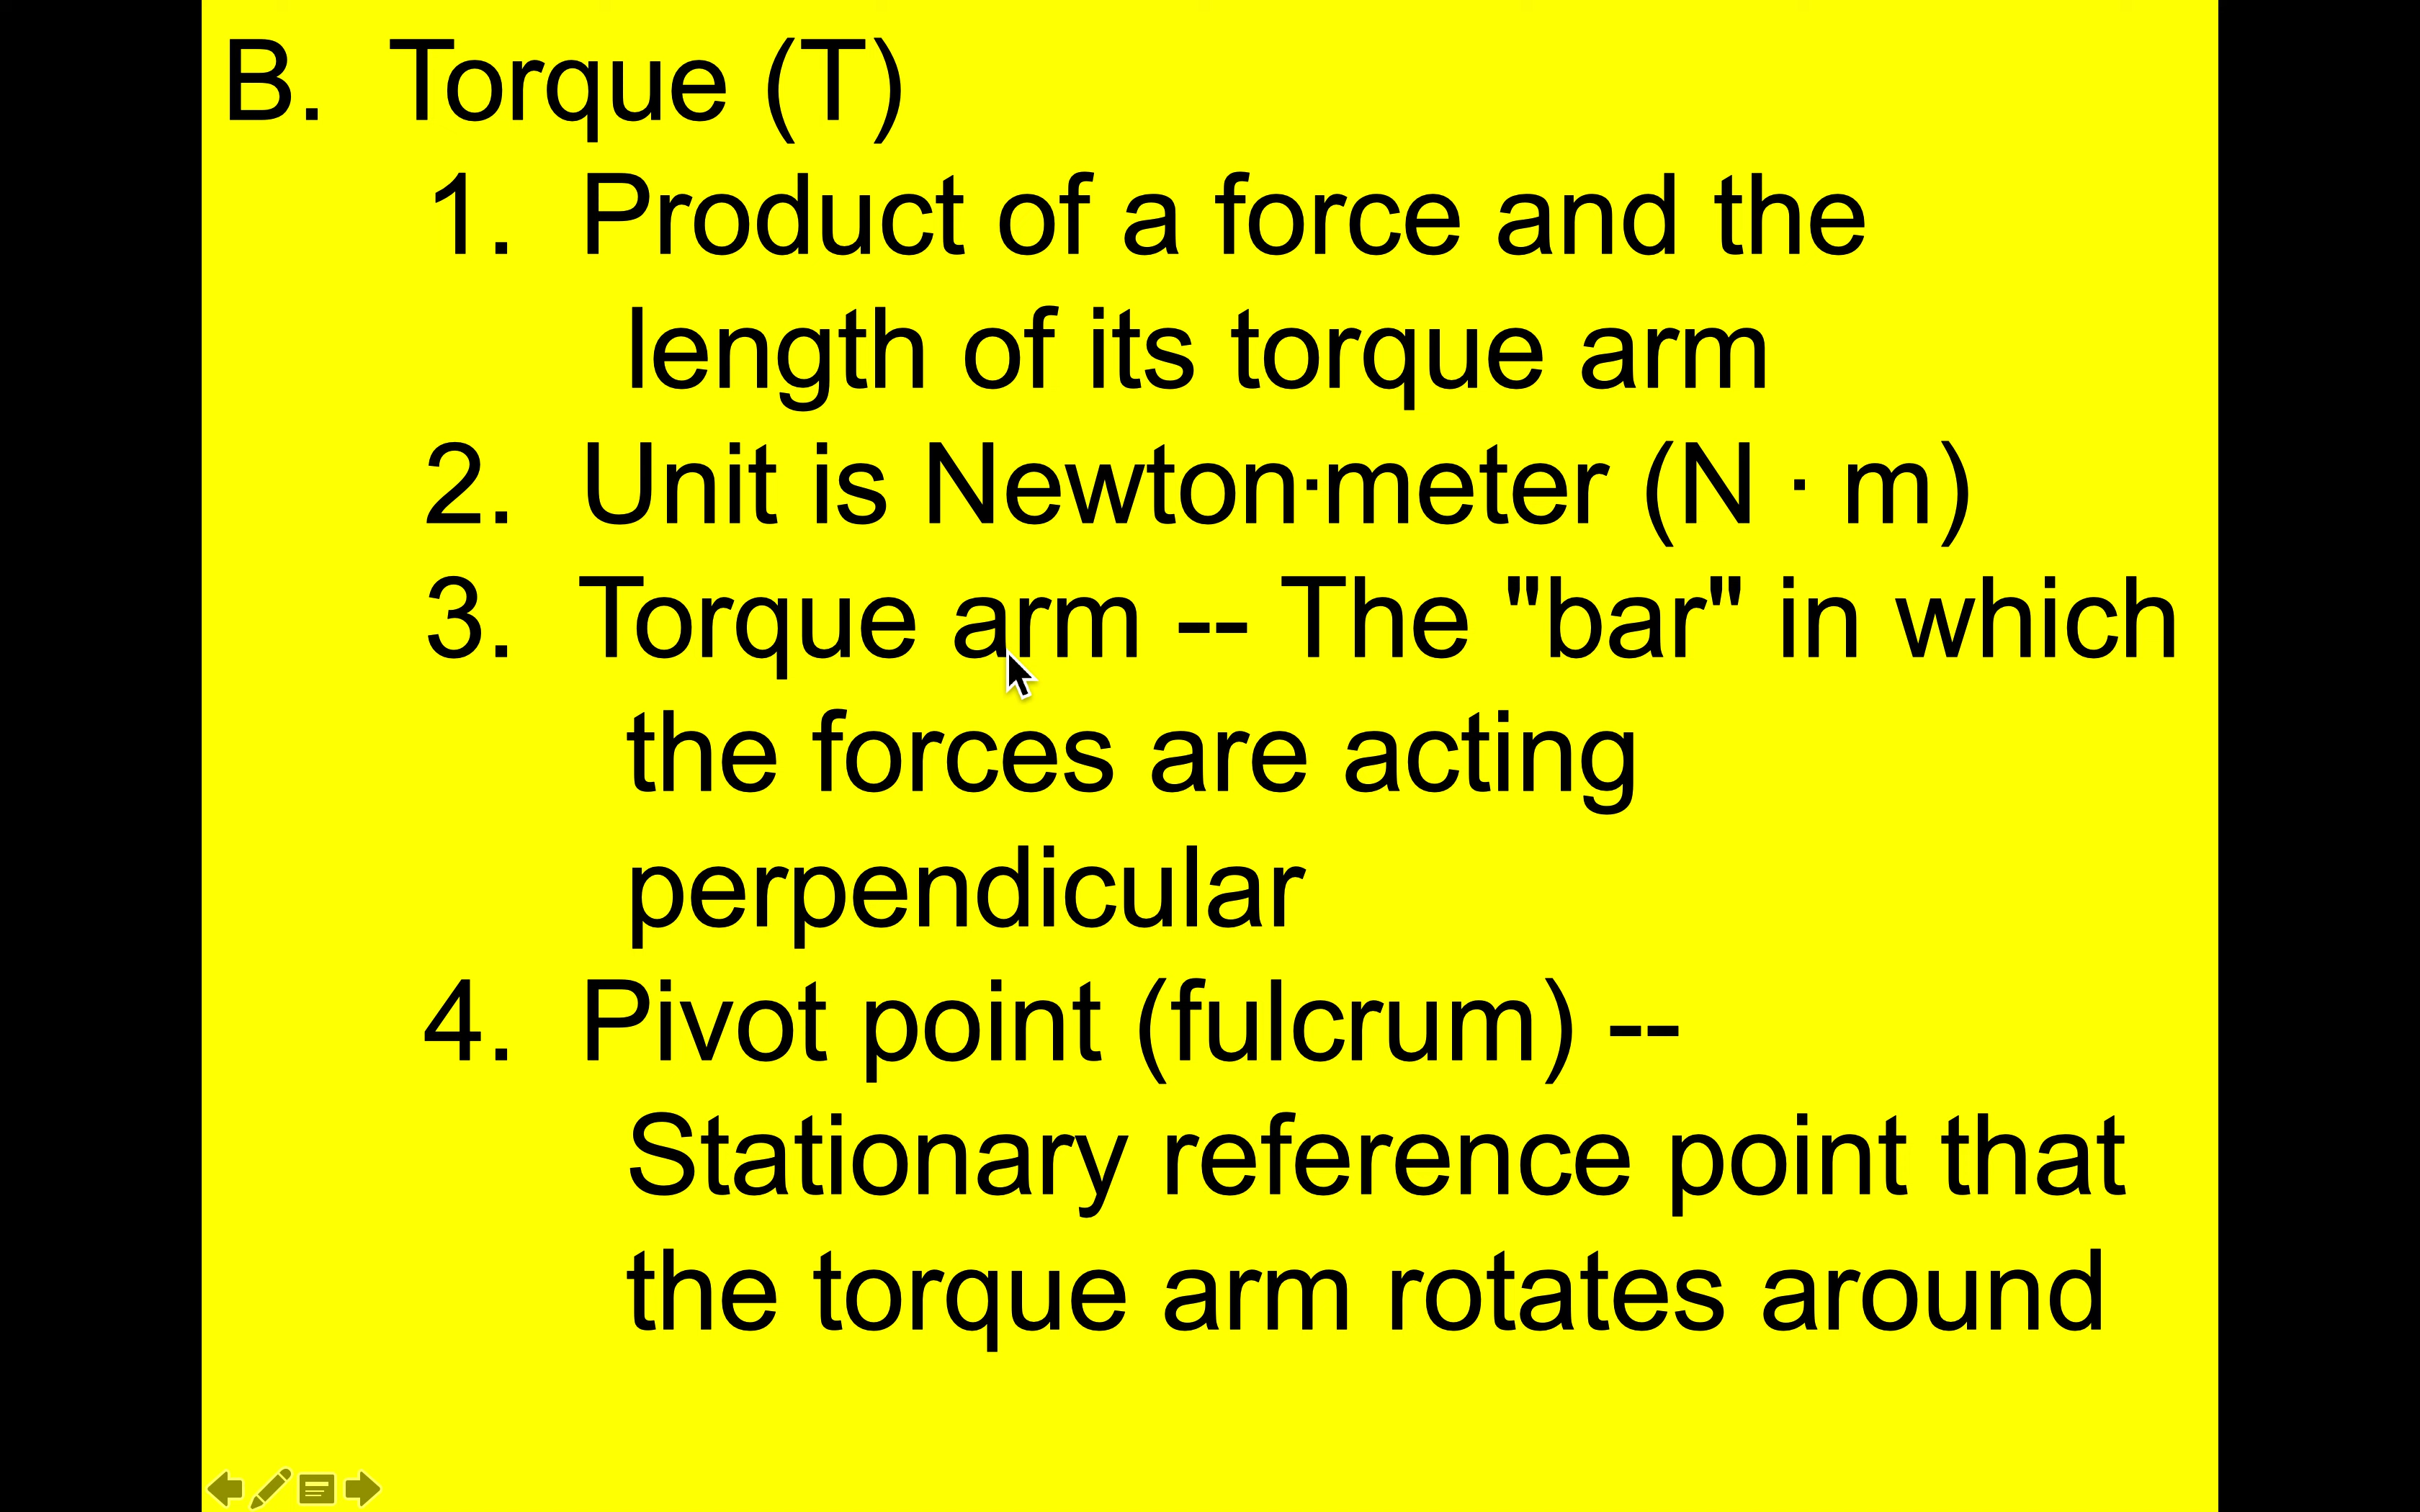 B. Torque (T)
1. Product of a force and the
length of its torque arm
2. Unit is Newton·meter (N · m)
3. Torque arm -- The "bar" in which
the forces are acting
perpendicular
4. Pivot point (fulcrum) --
Stationary reference point that
the torque arm rotates around